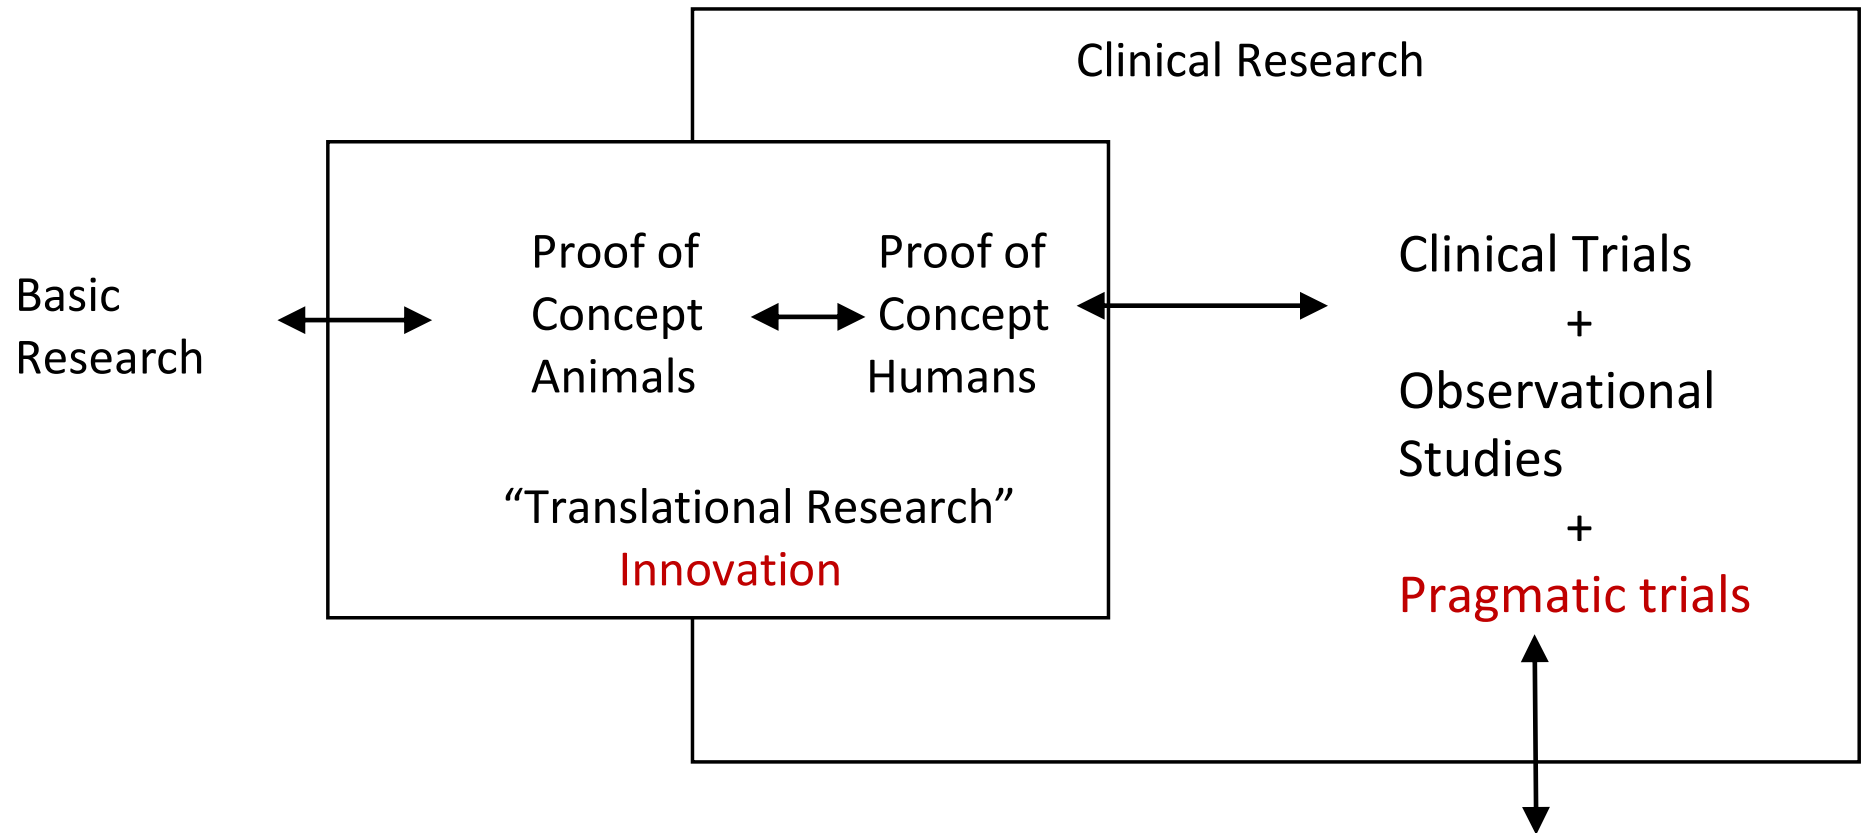 Clinical Research
Basic
Research
Proof of
Concept
Animals
Proof of
Concept
Humans
“Translational Research”
Innovation
Clinical Trials
+
Observational
Studies
+
Pragmatic trials